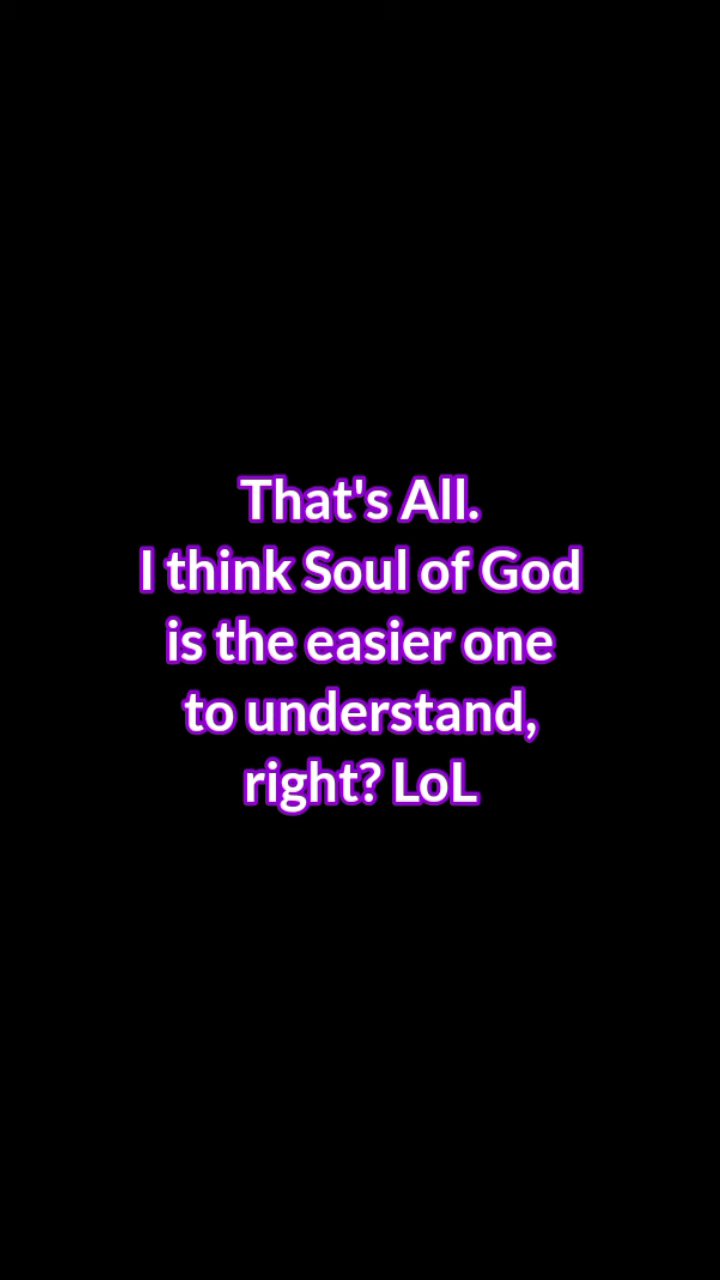 That's All.
I think Soul of God
is the easier one
to understand,
right? LoL